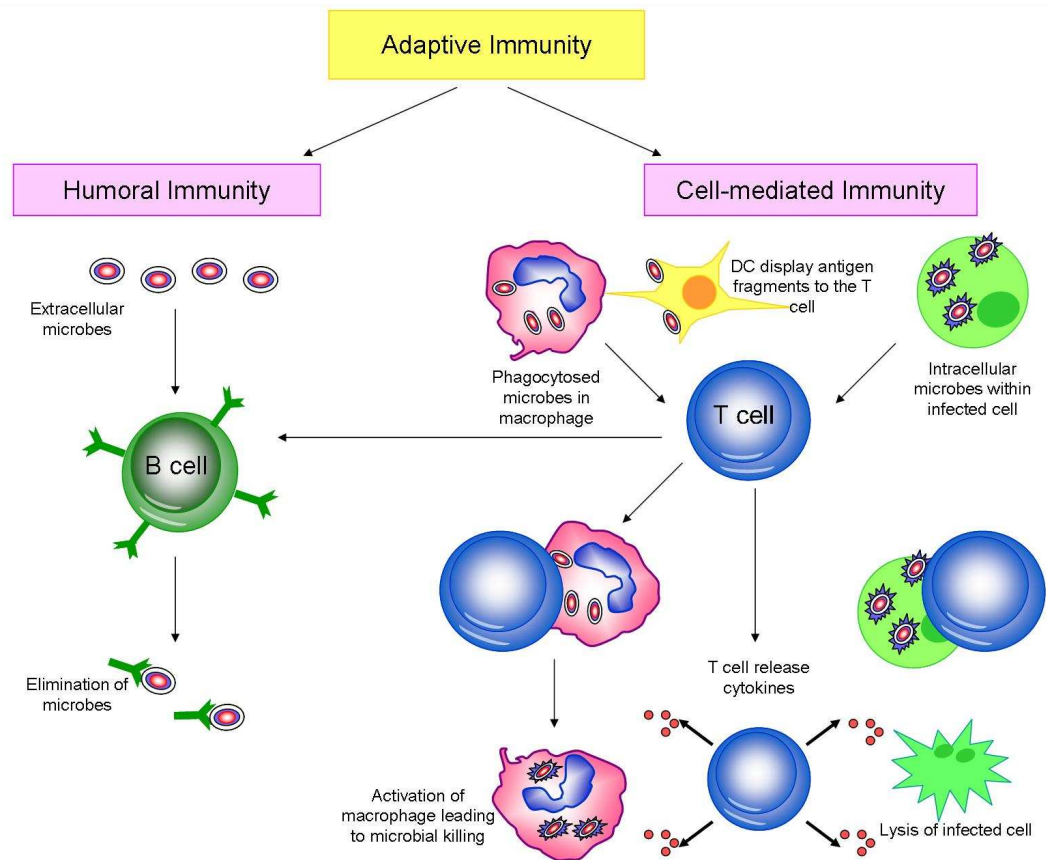 Adaptive Immunity
Humoral Immunity
Cell-mediated Immunity
Extracellular
microbes
DC display antigen
fragments to the T
cell
Phagocytosed
microbes in
macrophage
Intracellular
microbes within
infected cell
T cell
B cell
Elimination of
microbes
T cell release
cytokines
Activation of
macrophage leading
to microbial killing
Lysis of infected cell